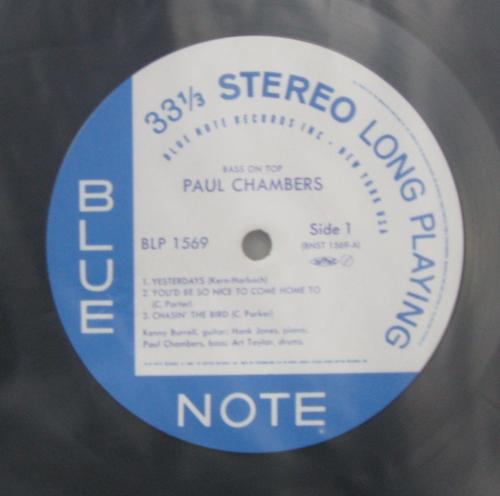 33 1/3 STEREO LONG PLAYING
BLUE NOTE RECORDS INC · NEW YORK USA
BASS ON TOP
PAUL CHAMBERS
BLP 1569
Side 1
(BNST 1569-A)
1. YESTERDAYS (Kern-Harbach)
2. YOU'D BE SO NICE TO COME HOME TO
(C. Porter)
3. CHASIN' THE BIRD (C. Parker)
Kenny Burrell, guitar; Hank Jones, piano;
Paul Chambers, bass; Art Taylor, drums.
BLUE
NOTE